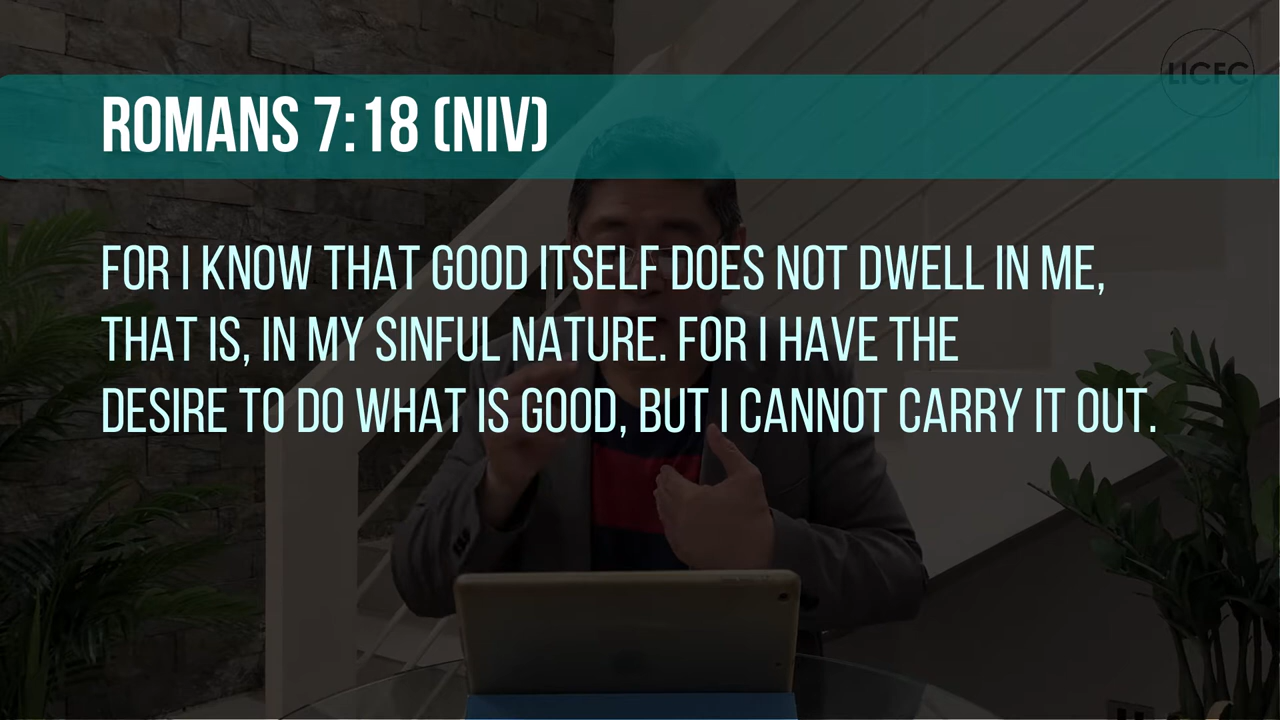 LICFC
ROMANS 7:18 (NIV)
FOR I KNOW THAT GOOD ITSELF DOES NOT DWELL IN ME,
THAT IS, IN MY SINFUL NATURE. FOR I HAVE THE
DESIRE TO DO WHAT IS GOOD, BUT I CANNOT CARRY IT OUT.